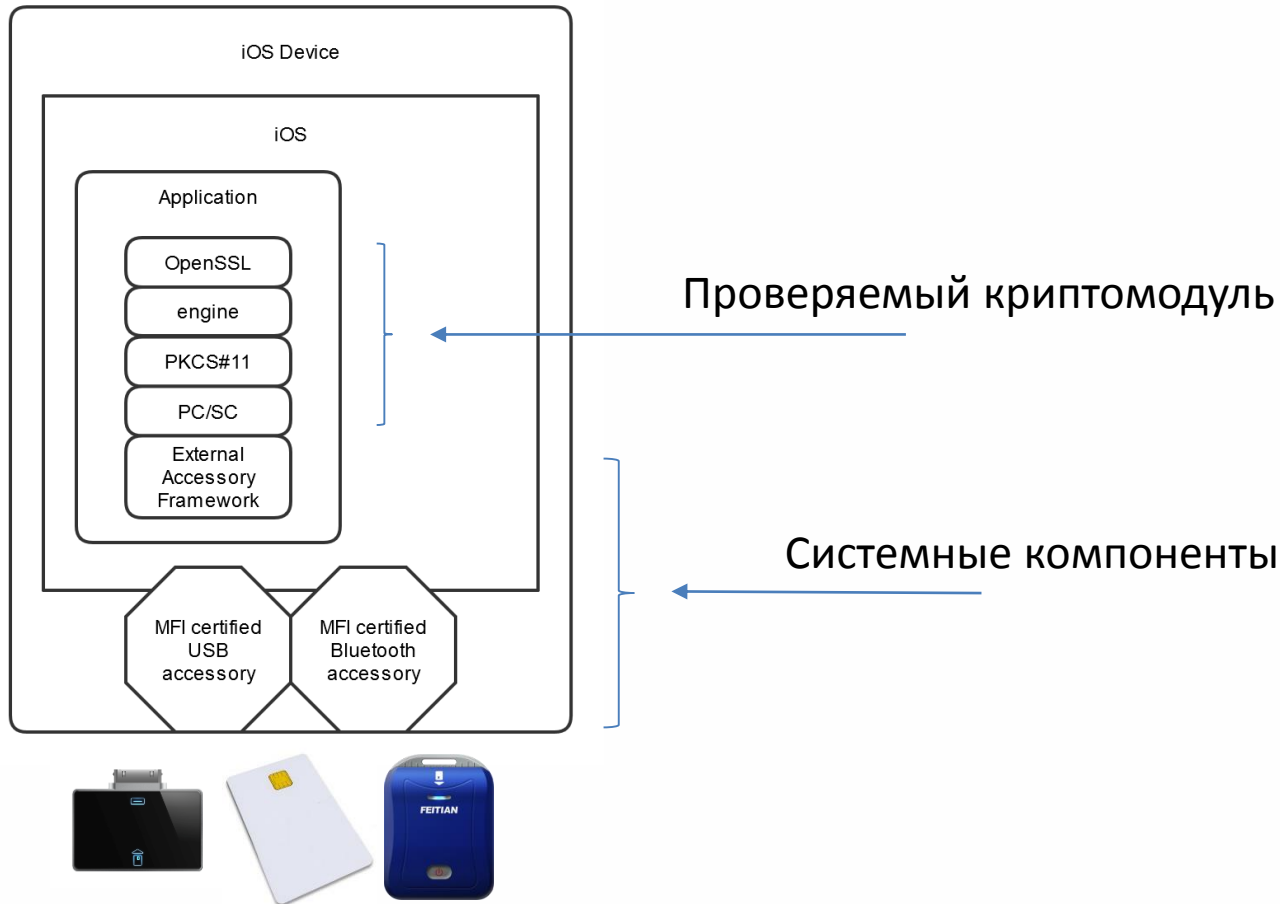 iOS Device
iOS
Application
OpenSSL
engine
PKCS#11
PC/SC
External
Accessory
Framework
Проверяемый криптомодуль
Системные компоненты
MFI certified
USB
accessory
MFI certified
Bluetooth
accessory
FEITIAN